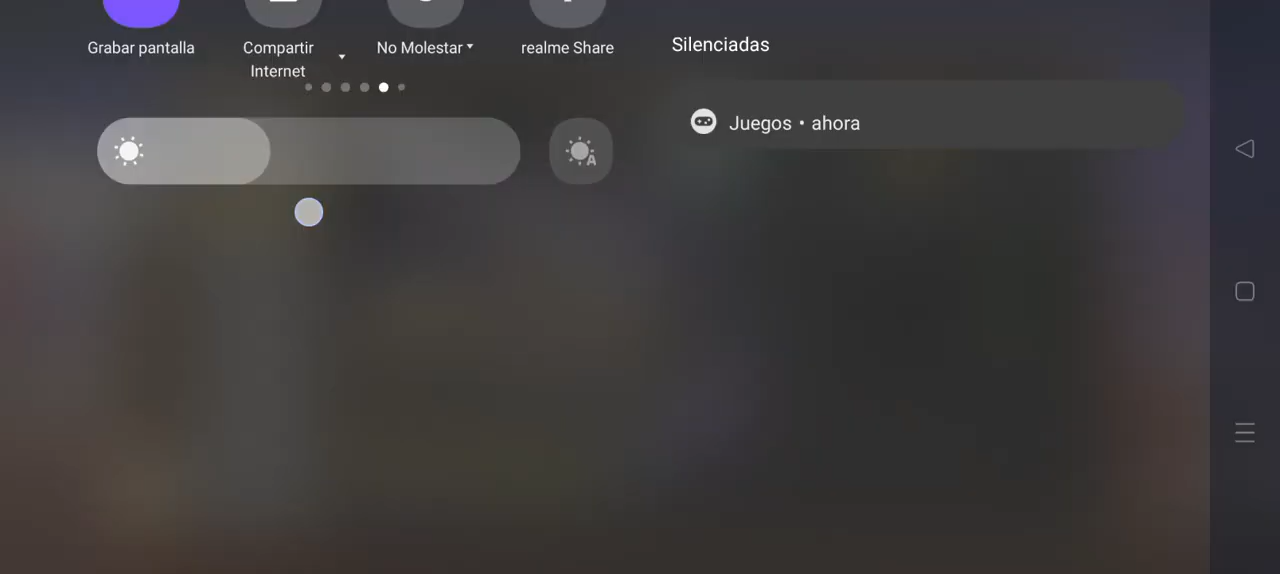 Grabar pantalla
Compartir
Internet
No Molestar
realme Share
A
Silenciadas
Juegos • ahora